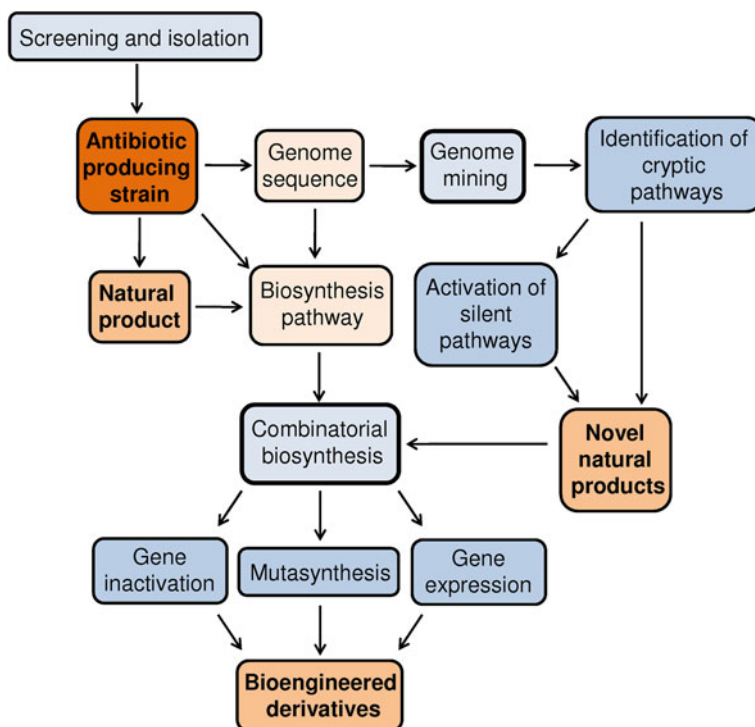 Screening and isolation
Antibiotic
producing
strain
Genome
sequence
Genome
mining
Identification of
cryptic
pathways
Natural
product
Biosynthesis
pathway
Activation of
silent
pathways
Combinatorial
biosynthesis
Novel
natural
products
Gene
inactivation
Mutasynthesis
Gene
expression
Bioengineered
derivatives